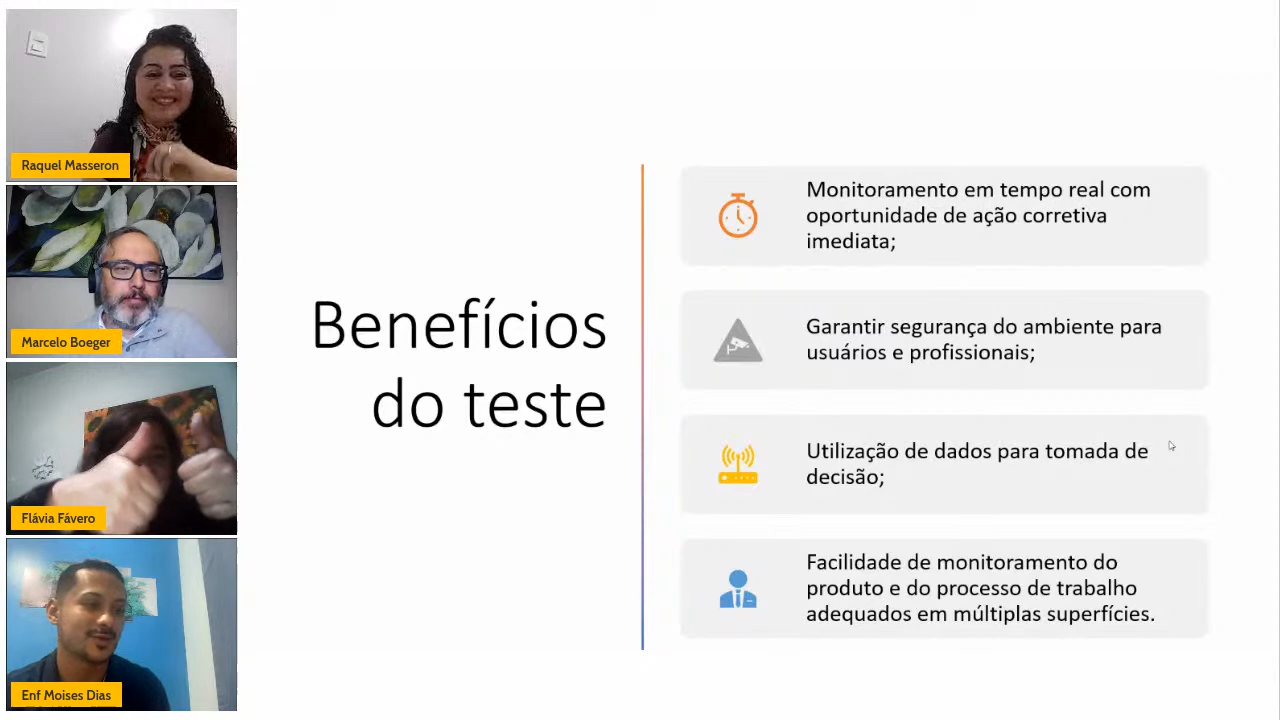 Raquel Masseron
Marcelo Boeger
Flávia Fávero
Enf Moises Dias
Benefícios
do teste
Monitoramento em tempo real com
oportunidade de ação corretiva
imediata;
Garantir segurança do ambiente para
usuários e profissionais;
Utilização de dados para tomada de
decisão;
Facilidade de monitoramento do
produto e do processo de trabalho
adequados em múltiplas superfícies.